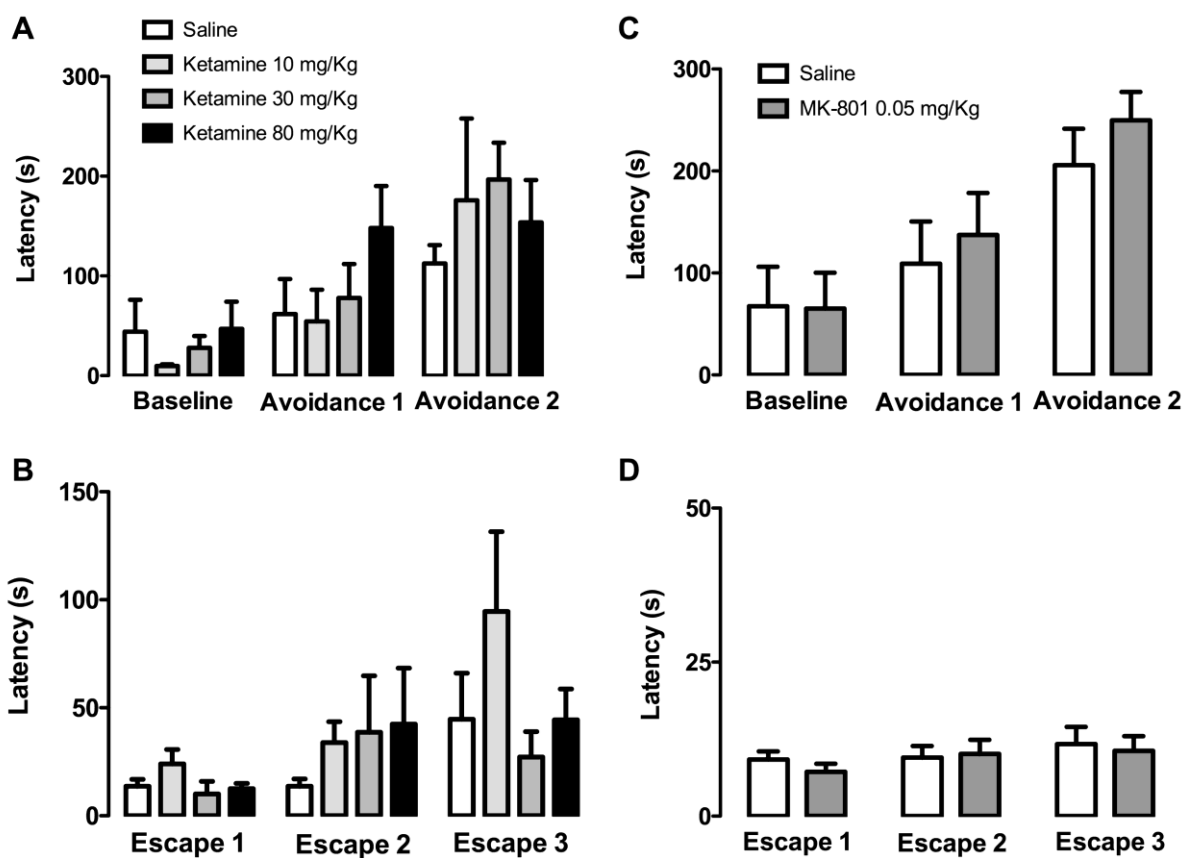 A
Saline
Ketamine 10 mg/Kg
Ketamine 30 mg/Kg
Ketamine 80 mg/Kg
Latency (s)
300
200
100
0
Baseline Avoidance 1 Avoidance 2
C
Saline
MK-801 0.05 mg/Kg
Latency (s)
300
200
100
0
Baseline Avoidance 1 Avoidance 2
B
Latency (s)
150
100
50
0
Escape 1 Escape 2 Escape 3
D
Latency (s)
50
25
0
Escape 1 Escape 2 Escape 3